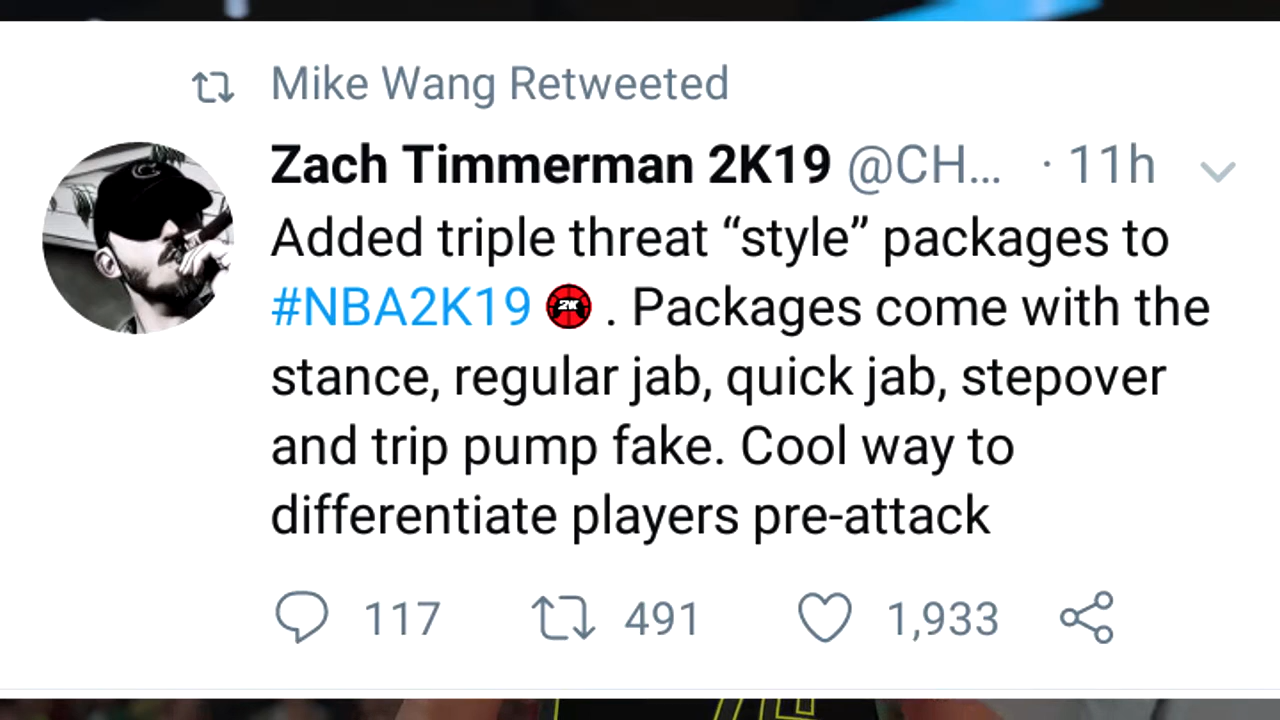 Mike Wang Retweeted
Zach Timmerman 2K19 @CH... · 11h
Added triple threat “style” packages to
#NBA2K19 2K . Packages come with the
stance, regular jab, quick jab, stepover
and trip pump fake. Cool way to
differentiate players pre-attack
117 491 1,933